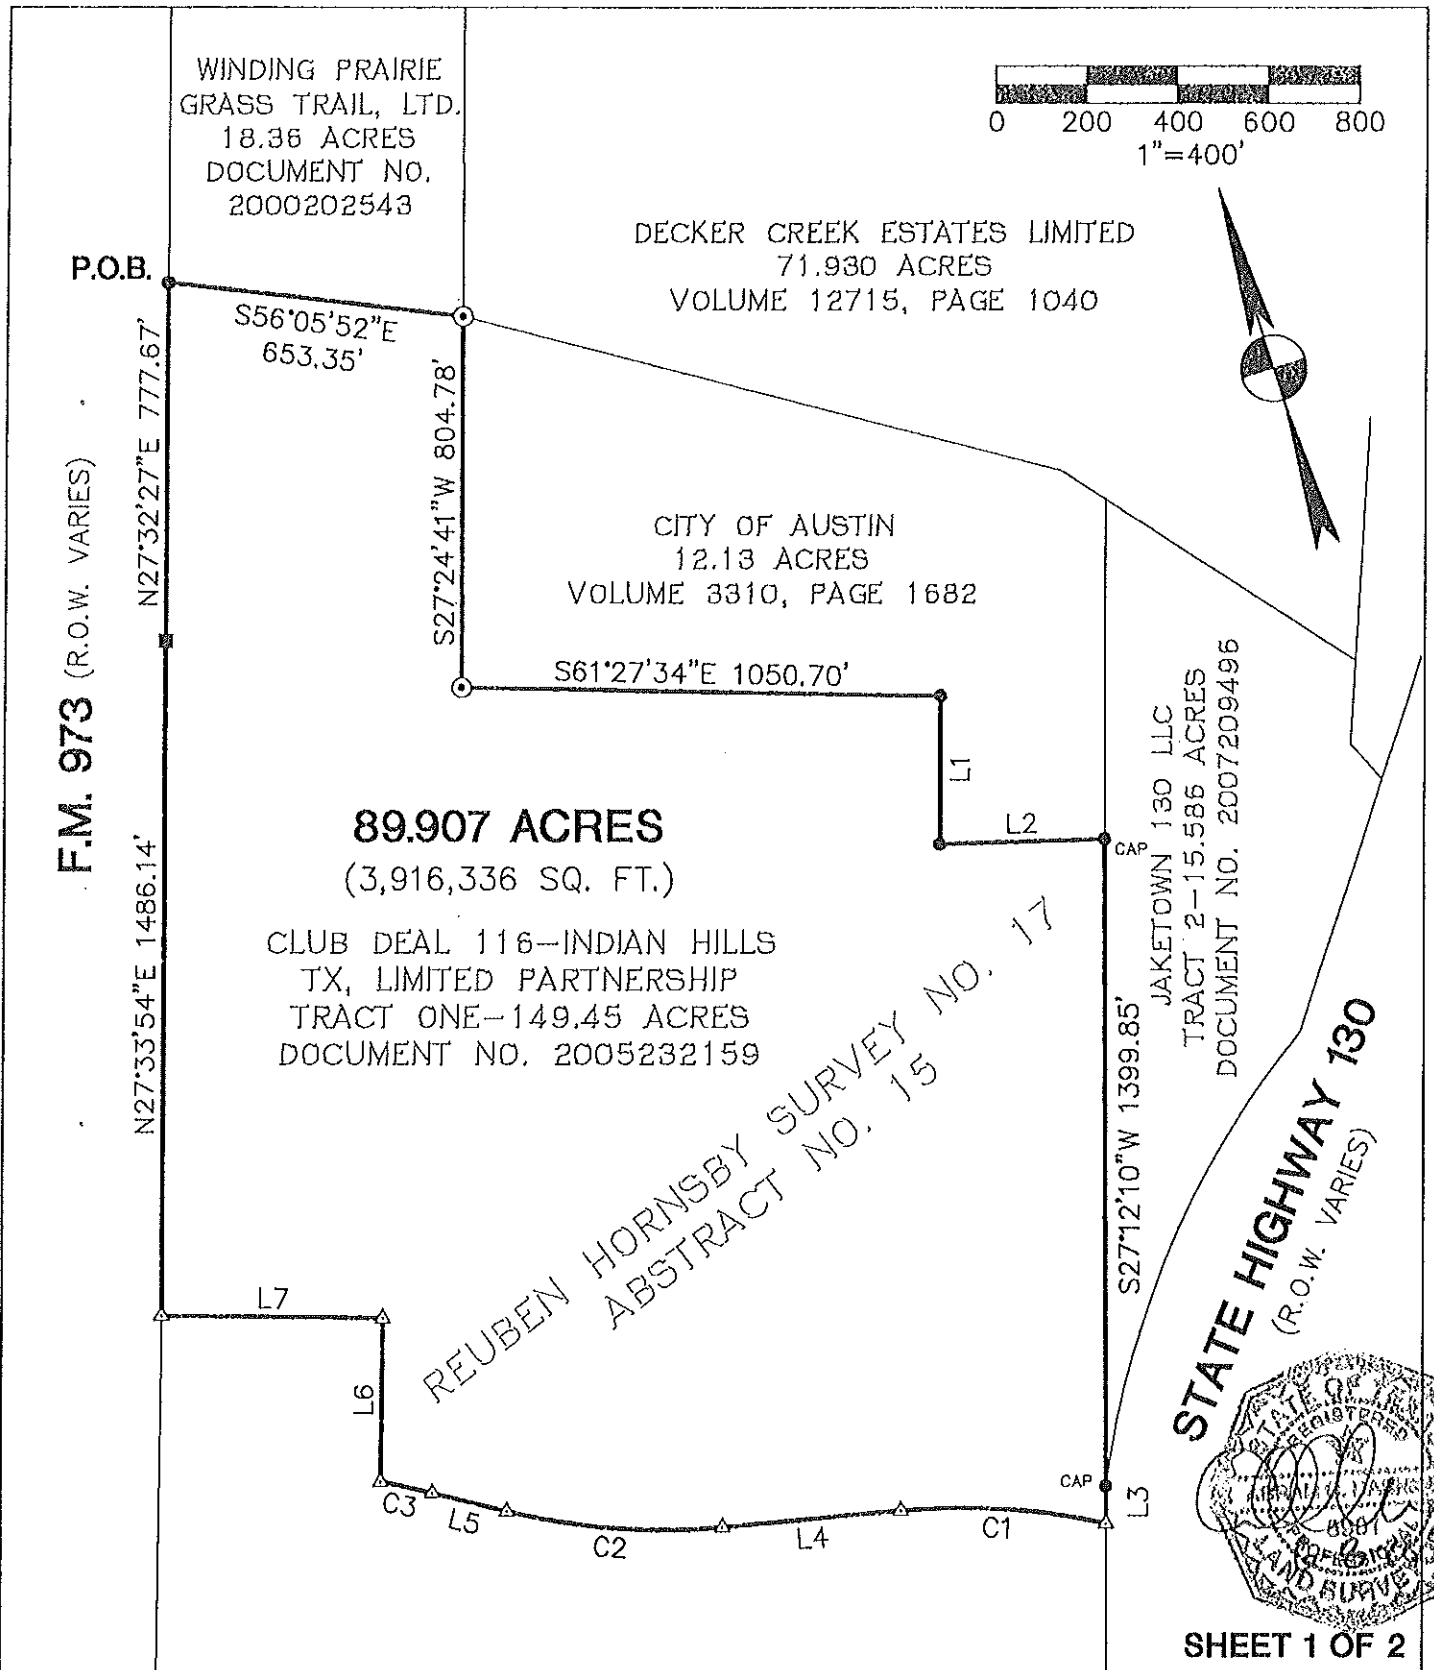 WINDING PRAIRIE
GRASS TRAIL, LTD.
18.36 ACRES
DOCUMENT NO.
2000202543
0 200 400 600 800
1"=400'
DECKER CREEK ESTATES LIMITED
71.930 ACRES
VOLUME 12715, PAGE 1040
P.O.B.
S56°05'52"E
653.35'
N27°32'27"E 777.67'
S27°24'41"W 804.78'
F.M. 973 (R.O.W. VARIES)
CITY OF AUSTIN
12.13 ACRES
VOLUME 3310, PAGE 1682
S61°27'34"E 1050.70'
L1
L2
CAP
JAKETOWN 130 LLC
TRACT 2-15.586 ACRES
DOCUMENT NO. 2007209496
89.907 ACRES
(3,916,336 SQ. FT.)
CLUB DEAL 116-INDIAN HILLS
TX, LIMITED PARTNERSHIP
TRACT ONE-149.45 ACRES
DOCUMENT NO. 2005232159
N27°33'54"E 1486.14'
REUBEN HORNSBY SURVEY NO. 17
ABSTRACT NO. 15
S27°12'10"W 1399.85'
STATE HIGHWAY 130
(R.O.W. VARIES)
L7
L6
C3
L5
C2
L4
C1
CAP
L3
STATE OF
REGISTERED
LAND SURVE
SHEET 1 OF 2